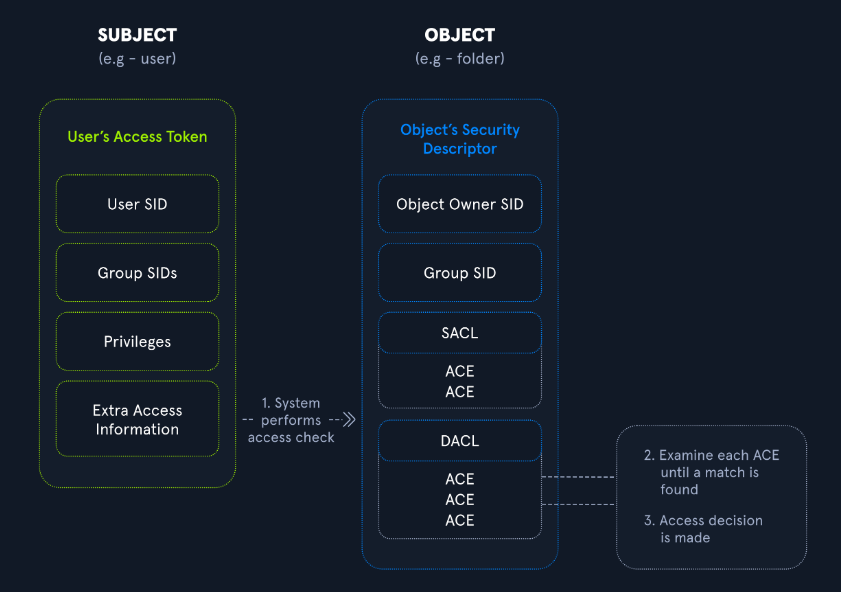 SUBJECT
(e.g - user)
OBJECT
(e.g - folder)
User's Access Token
User SID
Group SIDs
Privileges
Extra Access
Information
1. System
performs
access check
Object's Security
Descriptor
Object Owner SID
Group SID
SACL
ACE
ACE
DACL
ACE
ACE
ACE
2. Examine each ACE
until a match is
found
3. Access decision
is made